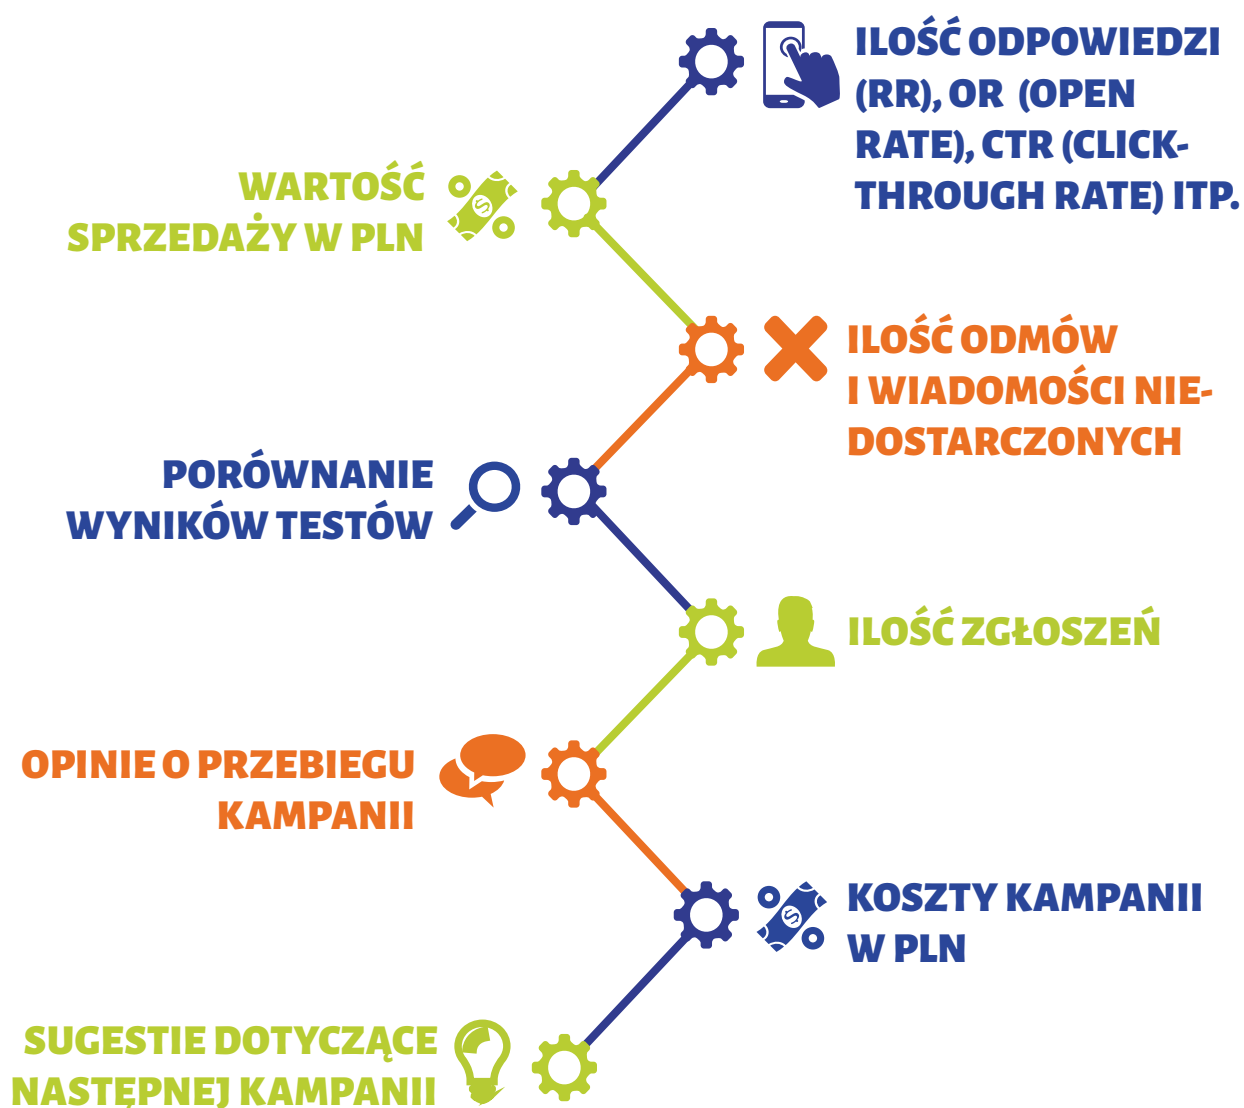 ILOŚĆ ODPOWIEDZI
(RR), OR (OPEN
RATE), CTR (CLICK-
THROUGH RATE) ITP.
WARTOŚĆ
SPRZEDAŻY W PLN
ILOŚĆ ODMÓW
I WIADOMOŚCI NIE-
DOSTARCZONYCH
PORÓWNANIE
WYNIKÓW TESTÓW
ILOŚĆ ZGŁOSZEŃ
OPINIE O PRZEBIEGU
KAMPANII
KOSZTY KAMPANII
W PLN
SUGESTIE DOTYCZĄCE
NASTĘPNEJ KAMPANII